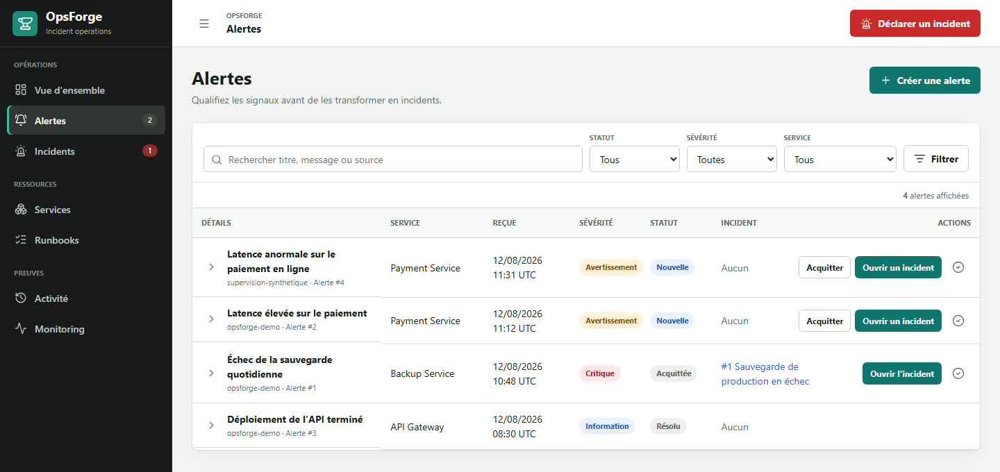 OpsForge
Incident operations
OPÉRATIONS
Vue d'ensemble
Alertes 2
Incidents 1
RESSOURCES
Services
Runbooks
PREUVES
Activité
Monitoring
OPSFORGE
Alertes
Déclarer un incident
Alertes
Qualifiez les signaux avant de les transformer en incidents.
Créer une alerte
STATUT SÉVÉRITÉ SERVICE
Rechercher titre, message ou source Tous Toutes Tous Filtrer
4 alertes affichées
DÉTAILS SERVICE REÇUE SÉVÉRITÉ STATUT INCIDENT ACTIONS
Latence anormale sur le
paiement en ligne
supervision-synthetique · Alerte #4
Payment Service
12/08/2026
11:31 UTC
Avertissement Nouvelle Aucun Acquitter Ouvrir un incident
Latence élevée sur le paiement
opsforge-demo · Alerte #2
Payment Service
12/08/2026
11:12 UTC
Avertissement Nouvelle Aucun Acquitter Ouvrir un incident
Échec de la sauvegarde
quotidienne
opsforge-demo · Alerte #1
Backup Service
12/08/2026
10:48 UTC
Critique Acquittée
#1 Sauvegarde de
production en échec
Ouvrir l'incident
Déploiement de l'API terminé
opsforge-demo · Alerte #3
API Gateway
12/08/2026
08:30 UTC
Information Résolu Aucun